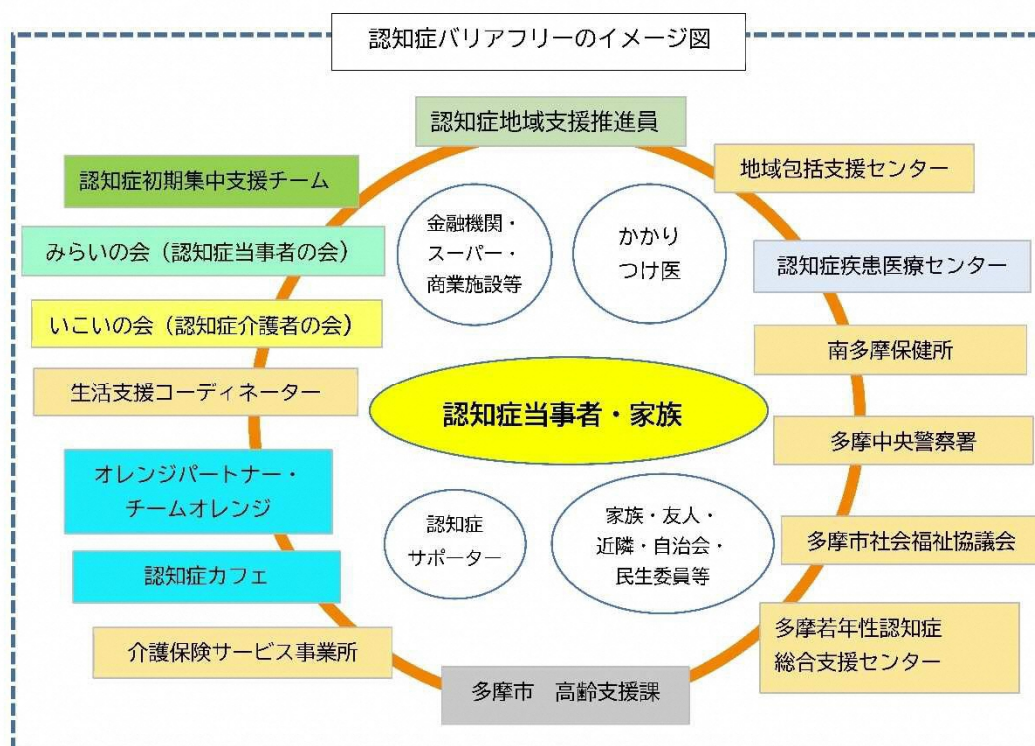 認知症バリアフリーのイメージ図
認知症地域支援推進員
認知症初期集中支援チーム
地域包括支援センター
金融機関・
スーパー・
商業施設等
かかり
つけ医
みらいの会（認知症当事者の会）
認知症疾患医療センター
いこいの会（認知症介護者の会）
南多摩保健所
生活支援コーディネーター
認知症当事者・家族
多摩中央警察署
オレンジパートナー・
チームオレンジ
認知症
サポーター
家族・友人・
近隣・自治会・
民生委員等
多摩市社会福祉協議会
認知症カフェ
多摩若年性認知症
総合支援センター
介護保険サービス事業所
多摩市　高齢支援課